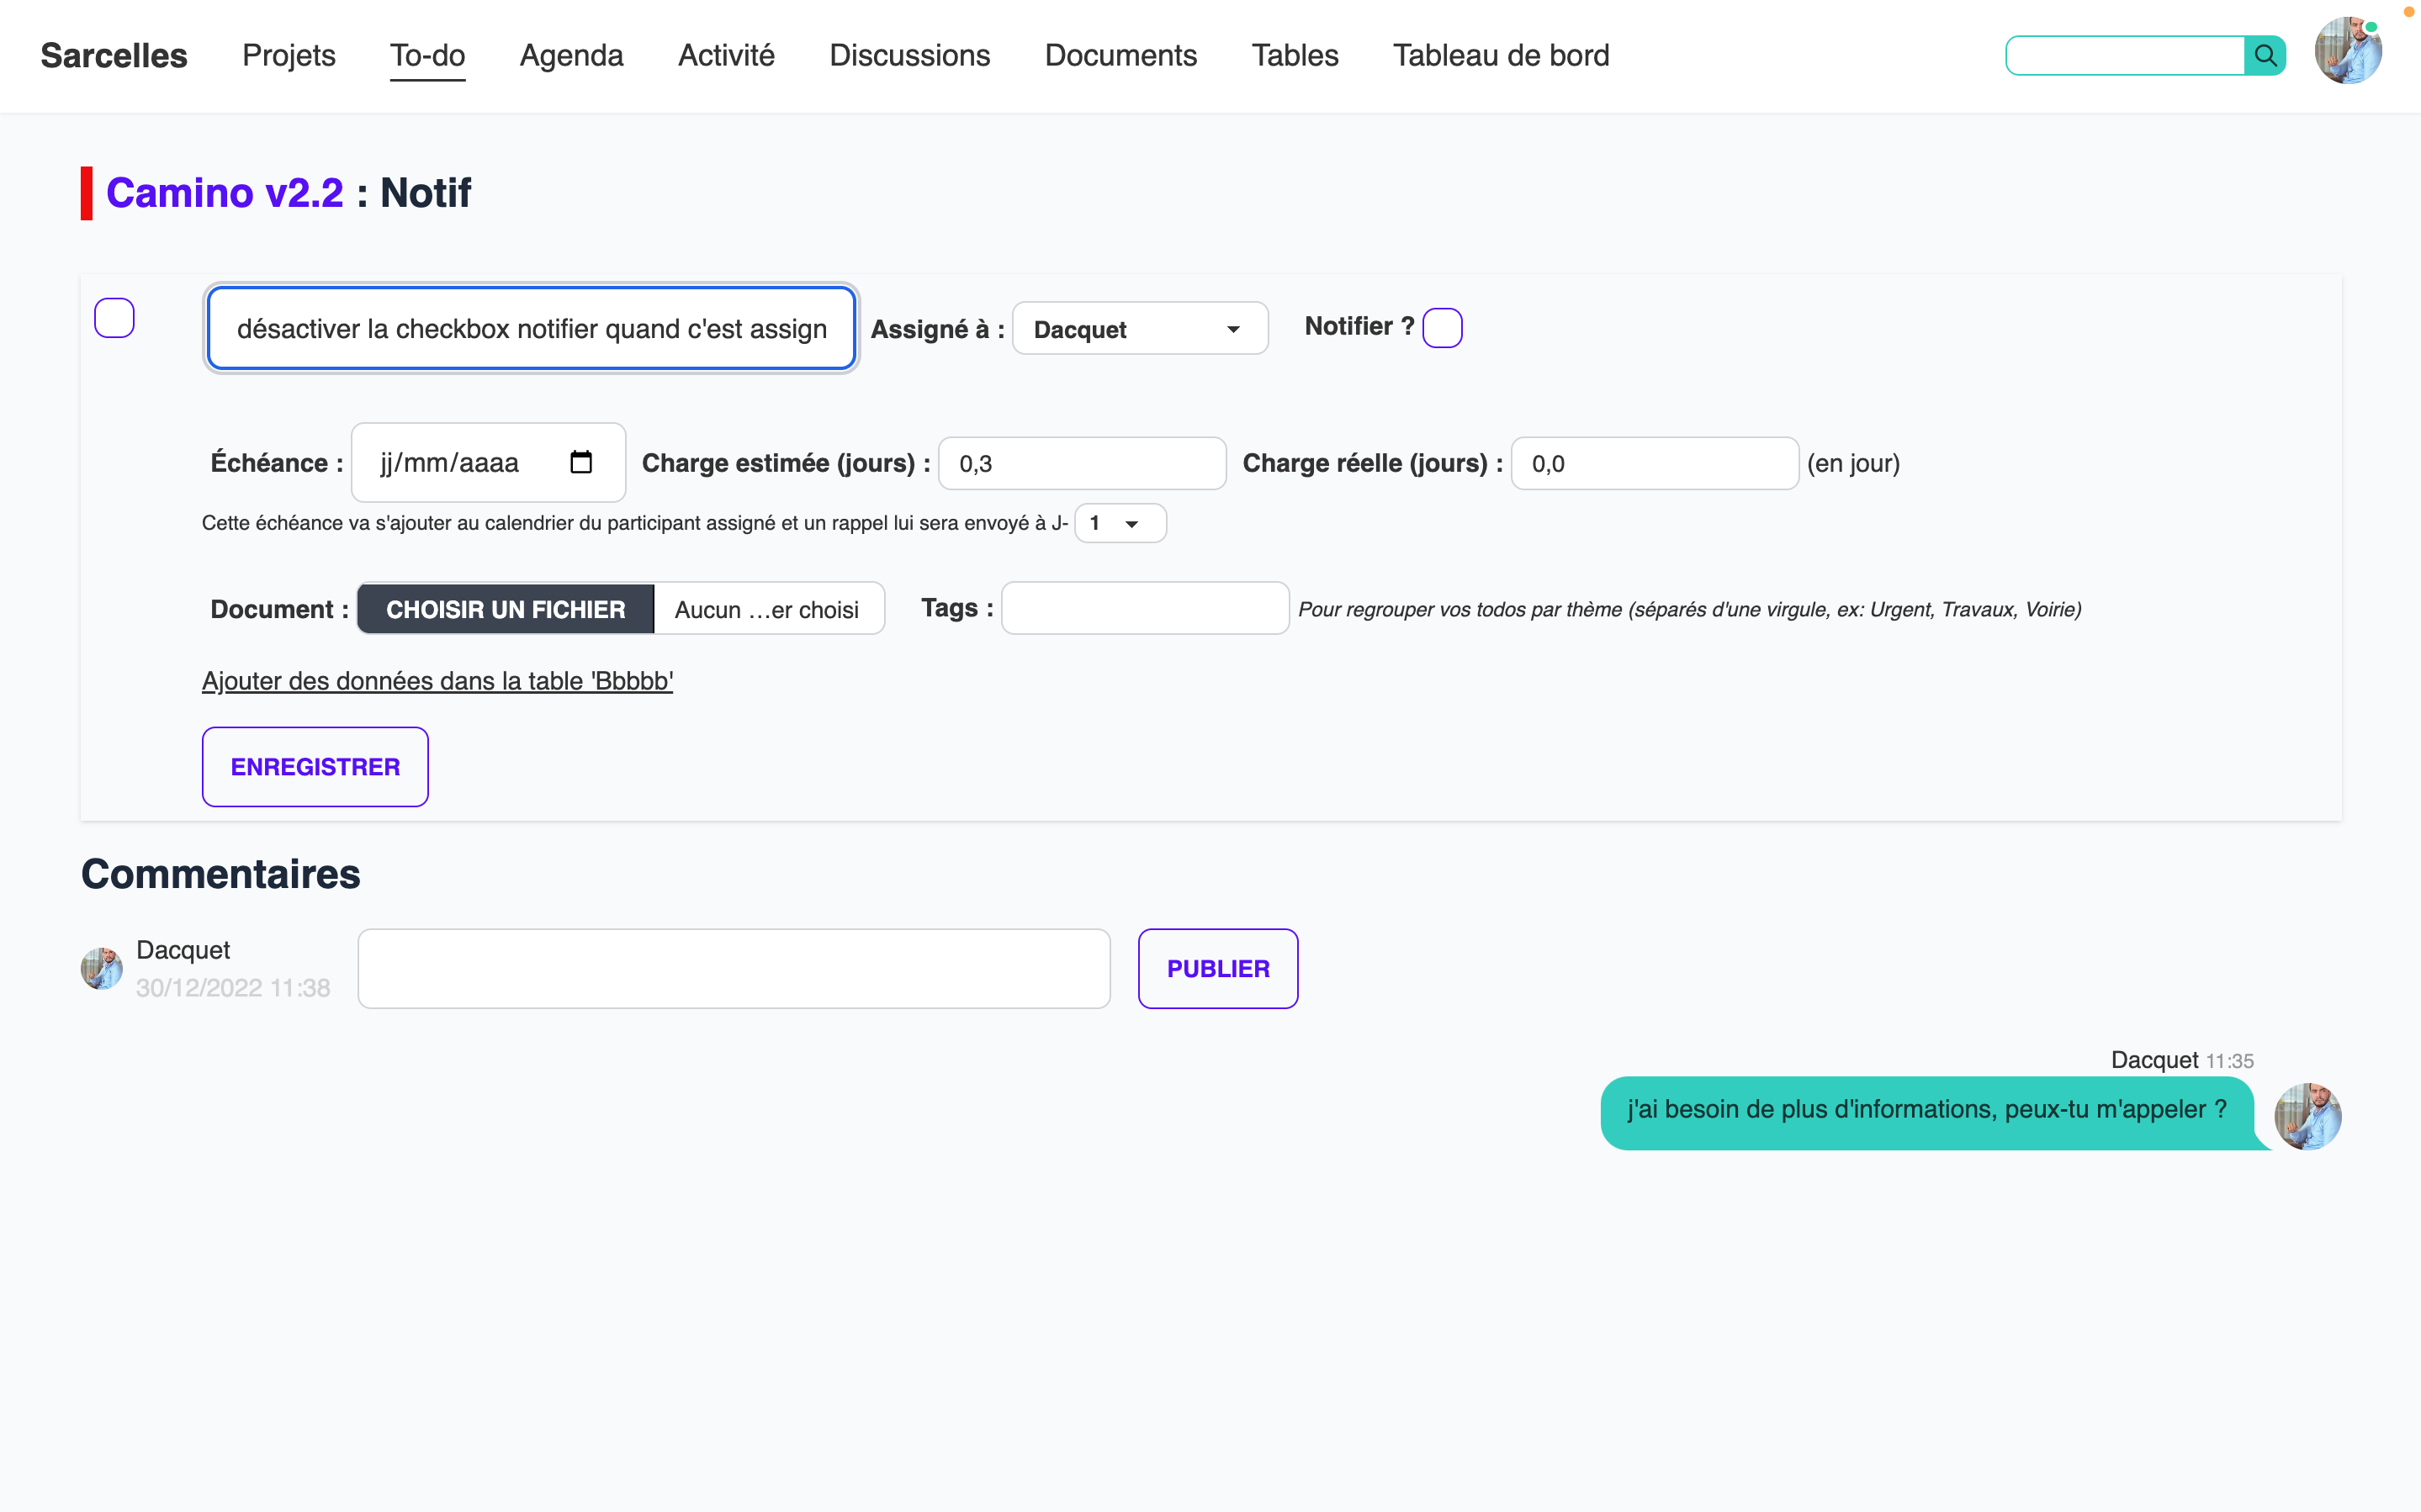 Sarcelles Projets To-do Agenda Activité Discussions Documents Tables Tableau de bord
Camino v2.2 : Notif
désactiver la checkbox notifier quand c'est assign Assigné à : Dacquet Notifier ?
Échéance : jj/mm/aaaa Charge estimée (jours) : 0,3 Charge réelle (jours) : 0,0 (en jour)
Cette échéance va s'ajouter au calendrier du participant assigné et un rappel lui sera envoyé à J- 1
Document : CHOISIR UN FICHIER Aucun …er choisi Tags : Pour regrouper vos todos par thème (séparés d'une virgule, ex: Urgent, Travaux, Voirie)
Ajouter des données dans la table 'Bbbbb'
ENREGISTRER
Commentaires
Dacquet
30/12/2022 11:38
PUBLIER
Dacquet 11:35
j'ai besoin de plus d'informations, peux-tu m'appeler ?